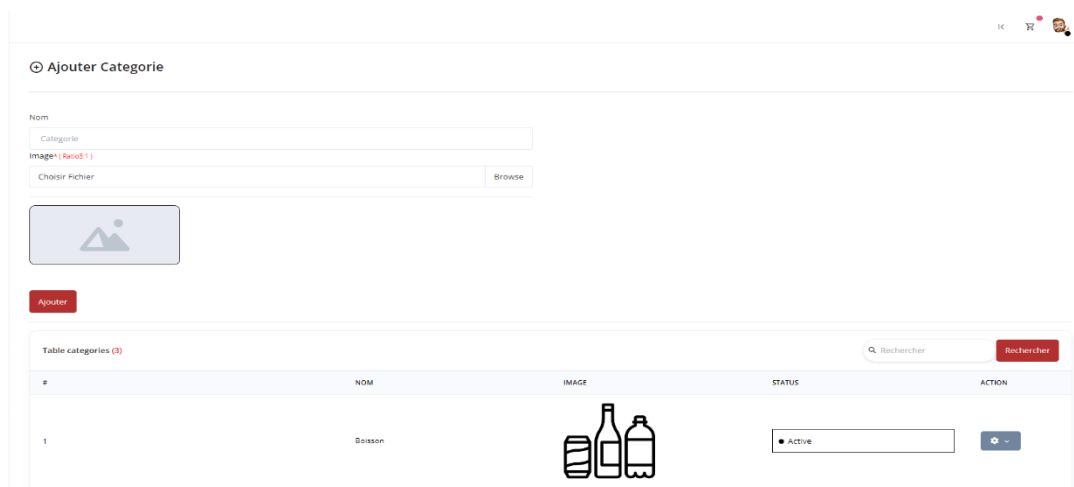 Ajouter Categorie
Nom
Categorie
Image* ( Ratio3:1 )
Choisir Fichier Browse
Ajouter
Table categories (3) Rechercher Rechercher
# NOM IMAGE STATUS ACTION
1 Boisson Active